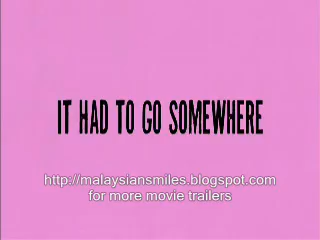 IT HAD TO GO SOMEWHERE
http://malaysiansmiles.blogspot.com
for more movie trailers